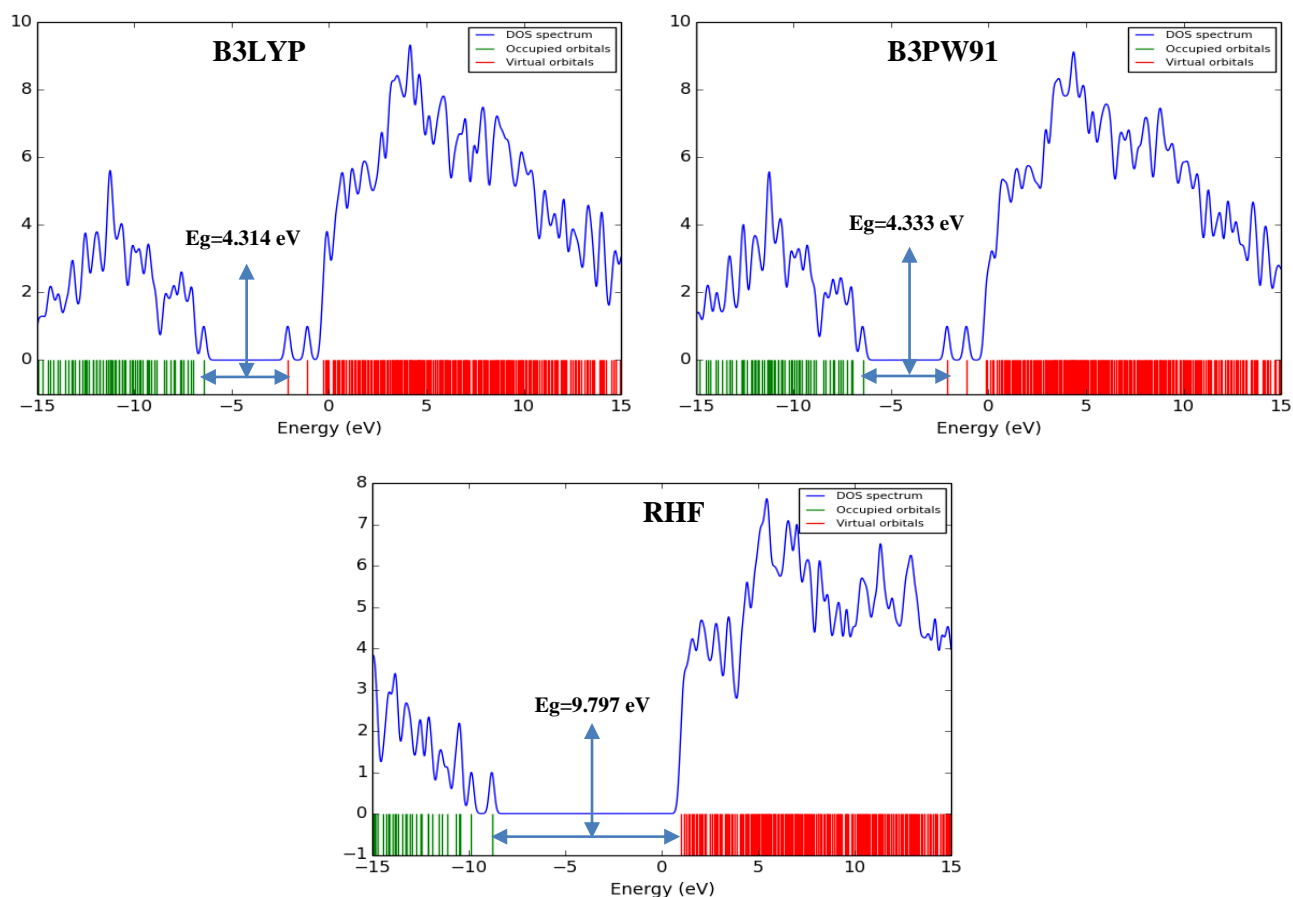 B3LYP
DOS spectrum
Occupied orbitals
Virtual orbitals
Eg=4.314 eV
10
8
6
4
2
0
−15 −10 −5 0 5 10 15
Energy (eV)
B3PW91
DOS spectrum
Occupied orbitals
Virtual orbitals
Eg=4.333 eV
10
8
6
4
2
0
−15 −10 −5 0 5 10 15
Energy (eV)
RHF
DOS spectrum
Occupied orbitals
Virtual orbitals
Eg=9.797 eV
8
7
6
5
4
3
2
1
0
−1
−15 −10 −5 0 5 10 15
Energy (eV)